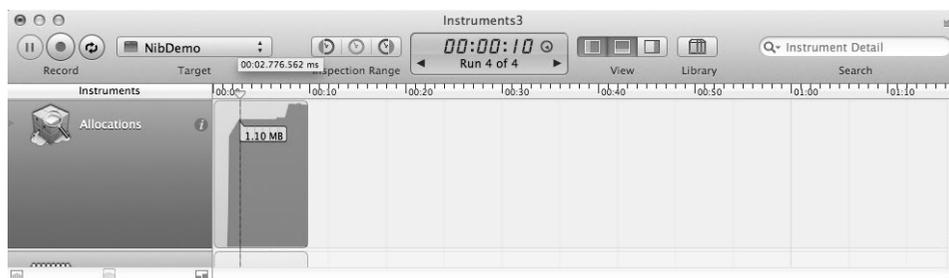 Instruments3
NibDemo
00:00:10
Instrument Detail
00:02.776.562 ms
Record
Target
Inspection Range
Run 4 of 4
View
Library
Search
Instruments
00:00
00:10
00:20
00:30
00:40
00:50
01:00
01:10
Allocations
1.10 MB